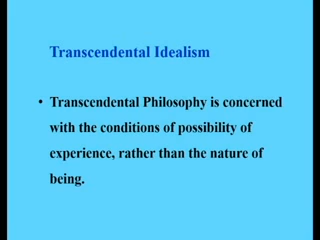 Transcendental Idealism
• Transcendental Philosophy is concerned
with the conditions of possibility of
experience, rather than the nature of
being.